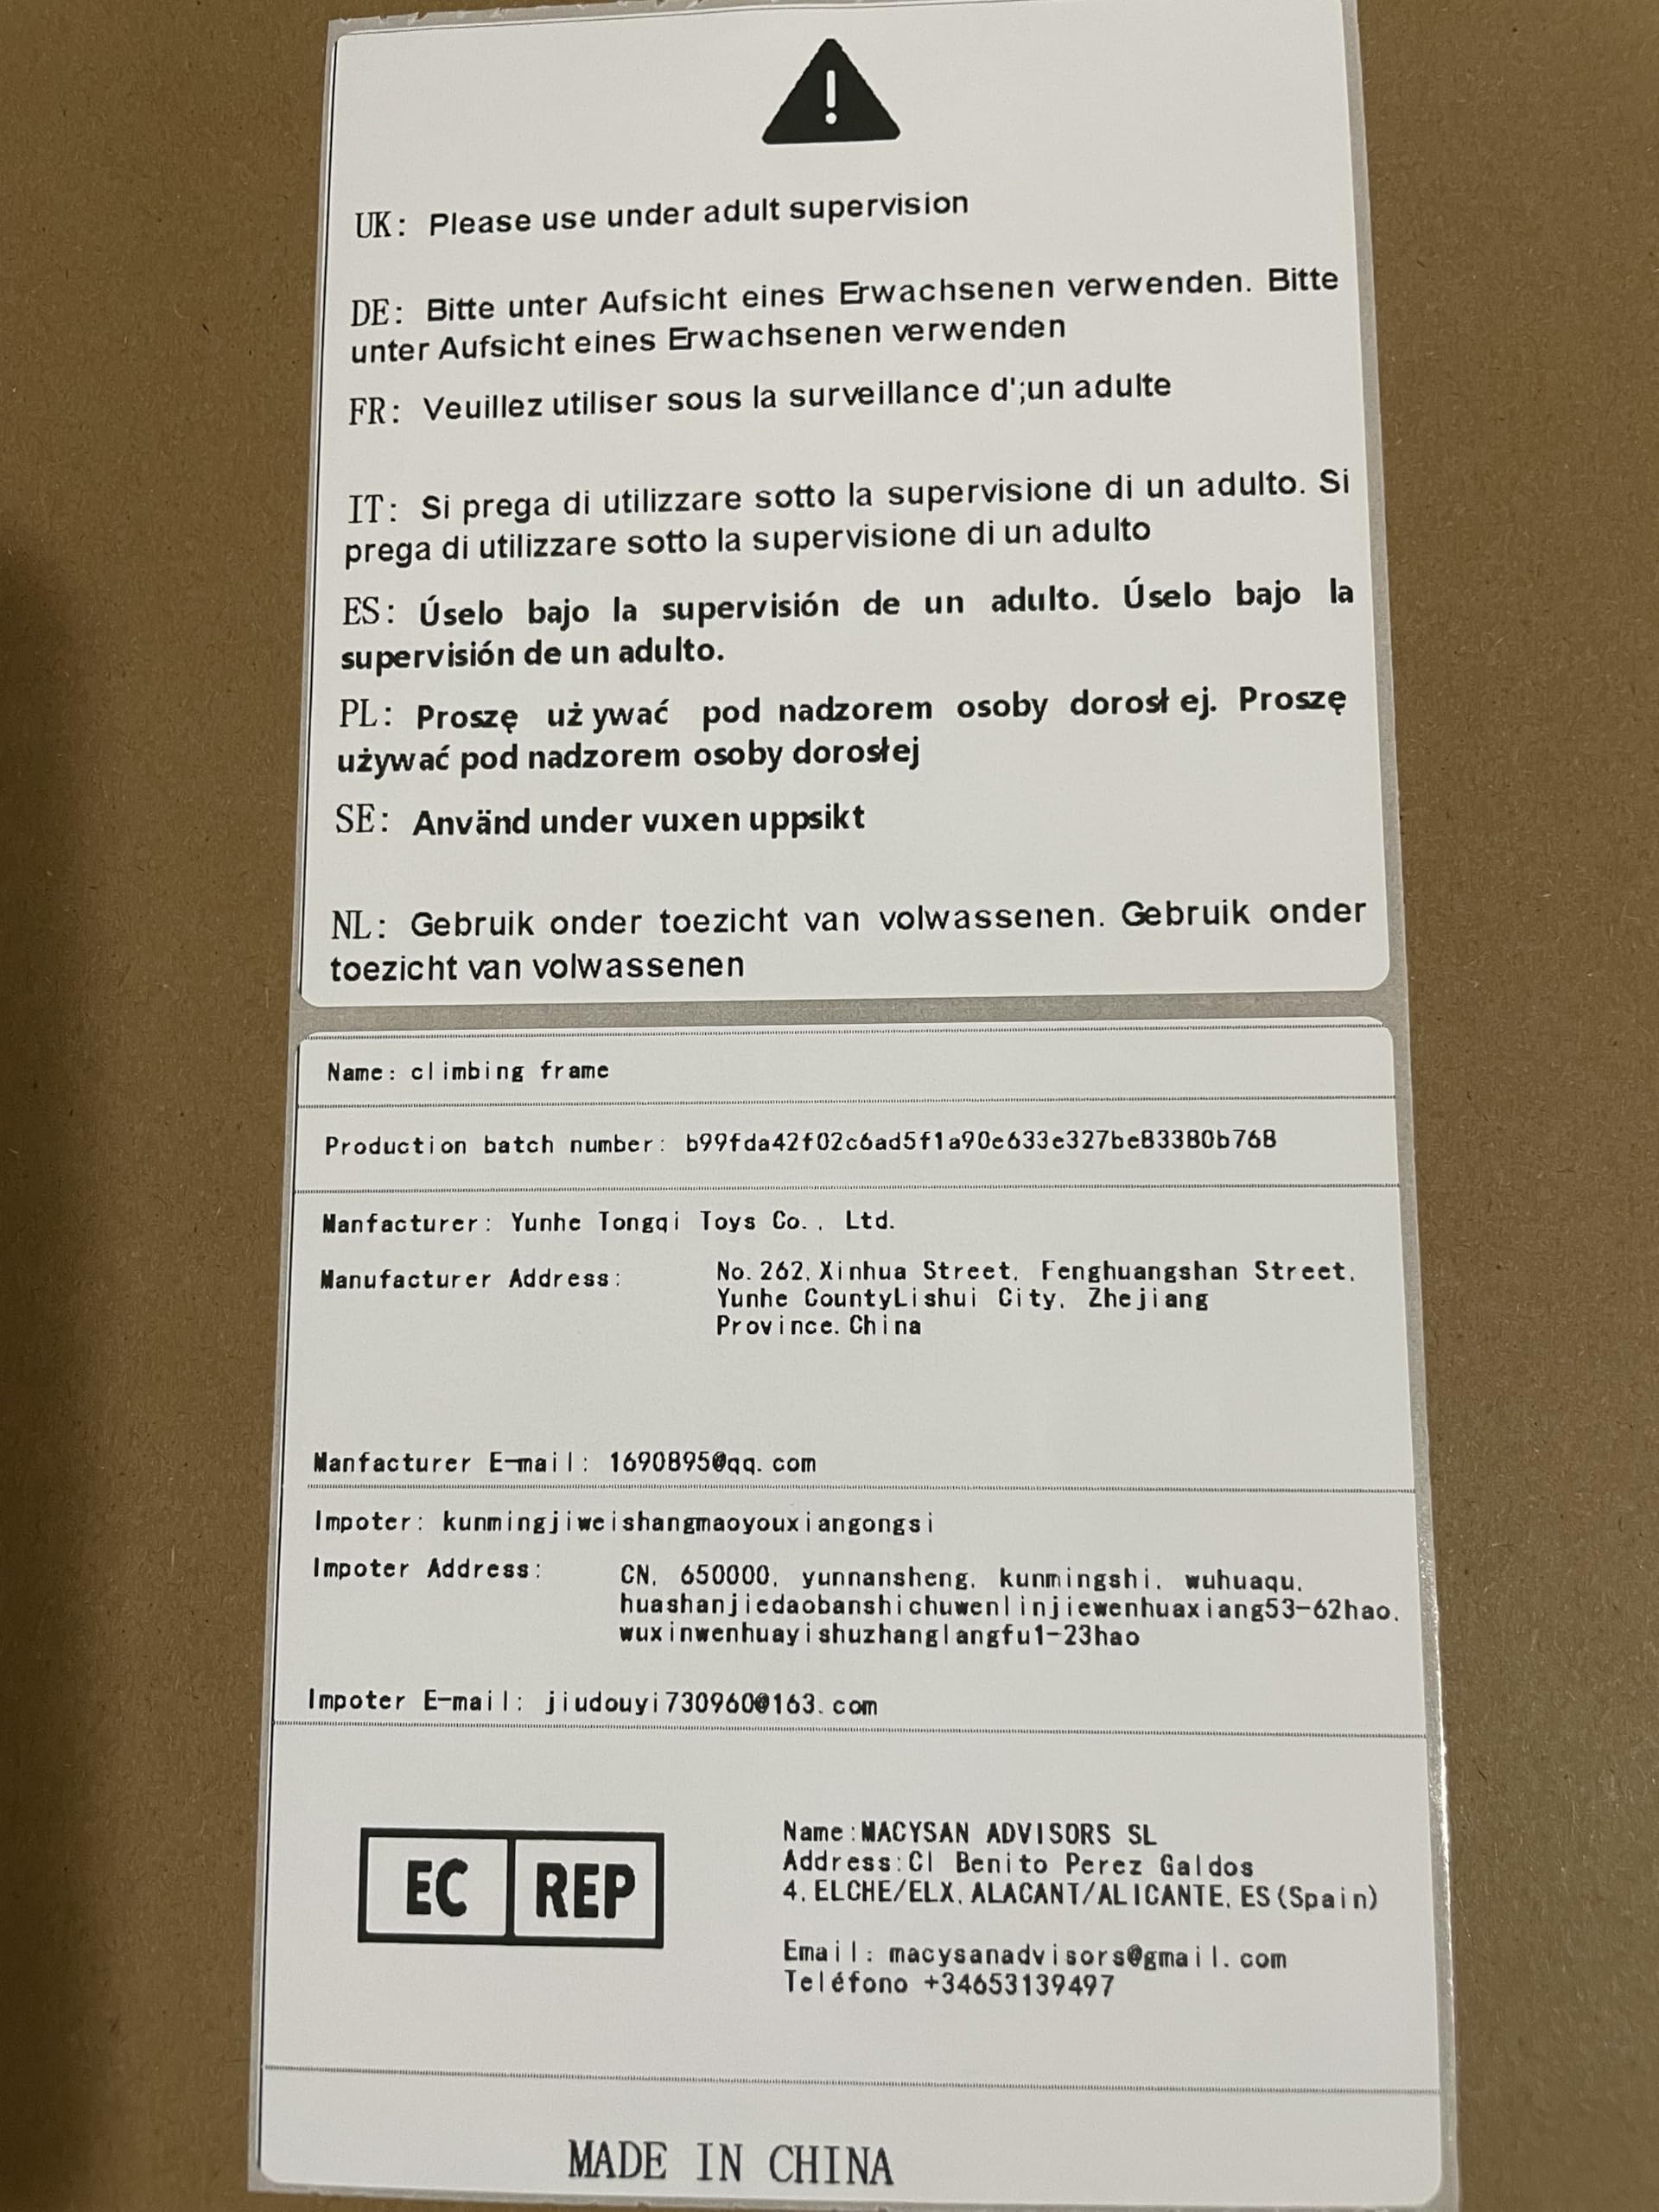 UK: Please use under adult supervision
DE: Bitte unter Aufsicht eines Erwachsenen verwenden. Bitte
unter Aufsicht eines Erwachsenen verwenden
FR: Veuillez utiliser sous la surveillance d';un adulte
IT: Si prega di utilizzare sotto la supervisione di un adulto. Si
prega di utilizzare sotto la supervisione di un adulto
ES: Úselo bajo la supervisión de un adulto. Úselo bajo la
supervisión de un adulto.
PL: Proszę uż ywać pod nadzorem osoby dorosł ej. Proszę
używać pod nadzorem osoby dorosłej
SE: Använd under vuxen uppsikt
NL: Gebruik onder toezicht van volwassenen. Gebruik onder
toezicht van volwassenen
Name: climbing frame
Production batch number: b99fda42f02c6ad5f1a90e633e327be83380b768
Manfacturer: Yunhe Tongqi Toys Co., Ltd.
Manufacturer Address: No.262,Xinhua Street, Fenghuangshan Street,
Yunhe CountyLishui City, Zhejiang
Province.China
Manfacturer E-mail: 1690895@qq.com
Impoter: kunmingjiweishangmaoyouxiangongsi
Impoter Address: CN, 650000, yunnansheng, kunmingshi, wuhuaqu,
huashanjiedaobanshichuwenlinjiewenhuaxiang53-62hao,
wuxinwenhuayishuzhanglangfu1-23hao
Impoter E-mail: jiudouyi730960@163.com
EC REP
Name:MACYSAN ADVISORS SL
Address:Cl Benito Perez Galdos
4,ELCHE/ELX,ALACANT/ALICANTE,ES(Spain)
Email: macysanadvisors@gmail.com
Teléfono +34653139497
MADE IN CHINA